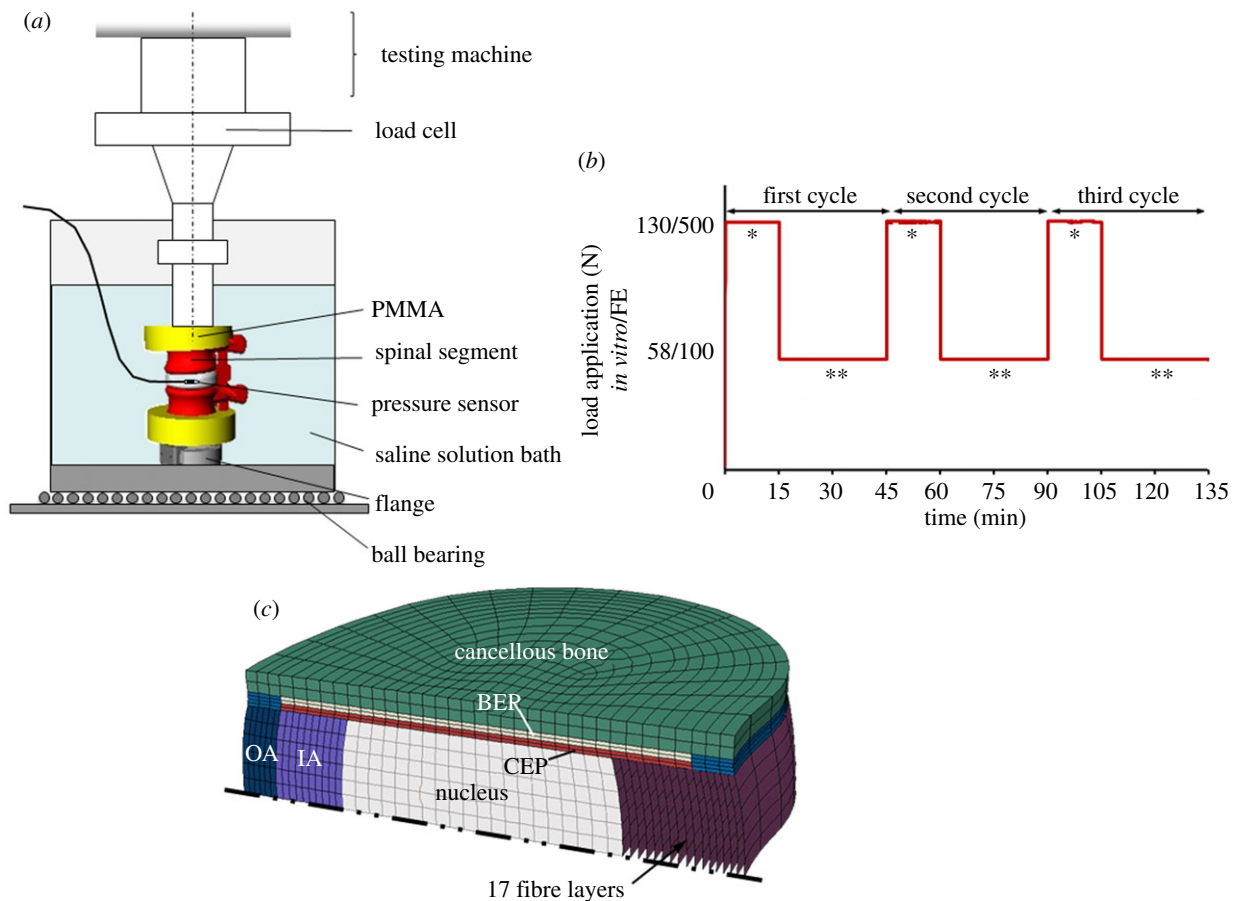 (a)
testing machine
load cell
PMMA
spinal segment
pressure sensor
saline solution bath
flange
ball bearing
(b)
first cycle
second cycle
third cycle
load application (N)
in vitro/FE
130/500
58/100
*
*
*
**
**
**
0
15
30
45
60
75
90
105
120
135
time (min)
(c)
cancellous bone
BER
OA
IA
CEP
nucleus
17 fibre layers